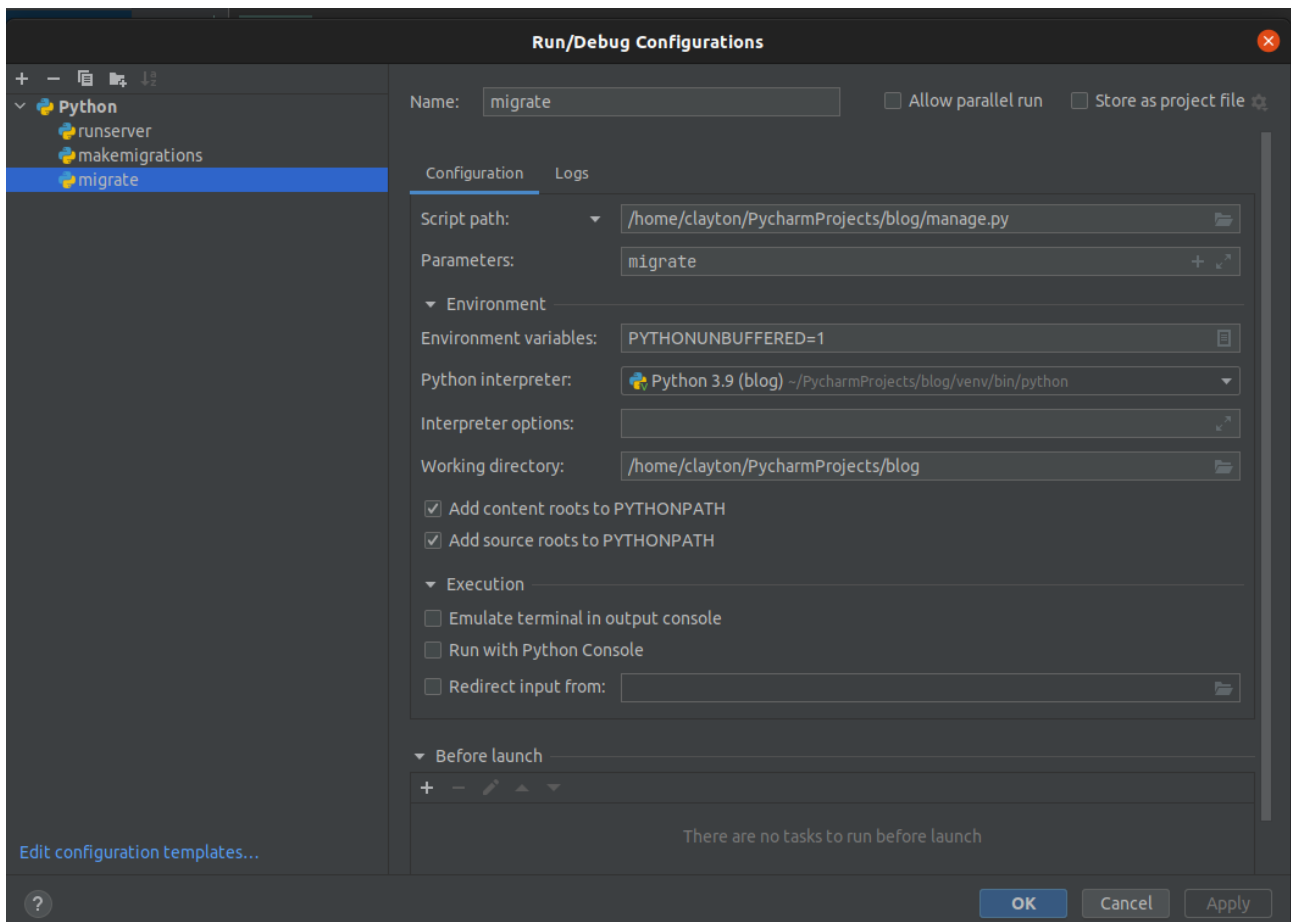 Run/Debug Configurations
Python
runserver
makemigrations
migrate
Edit configuration templates...
Name: migrate Allow parallel run Store as project file
Configuration Logs
Script path: /home/clayton/PycharmProjects/blog/manage.py
Parameters: migrate
Environment
Environment variables: PYTHONUNBUFFERED=1
Python interpreter: Python 3.9 (blog) ~/PycharmProjects/blog/venv/bin/python
Interpreter options:
Working directory: /home/clayton/PycharmProjects/blog
Add content roots to PYTHONPATH
Add source roots to PYTHONPATH
Execution
Emulate terminal in output console
Run with Python Console
Redirect input from:
Before launch
There are no tasks to run before launch
? OK Cancel Apply